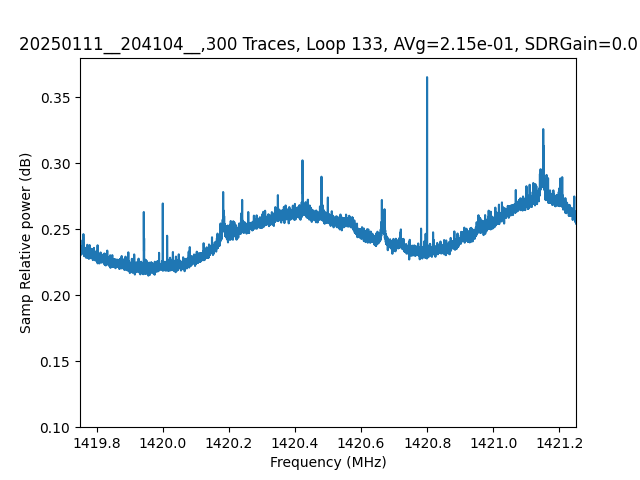 20250111__204104__,300 Traces, Loop 133, AVg=2.15e-01, SDRGain=0.0
Samp Relative power (dB)
0.35
0.30
0.25
0.20
0.15
0.10
1419.8 1420.0 1420.2 1420.4 1420.6 1420.8 1421.0 1421.2
Frequency (MHz)